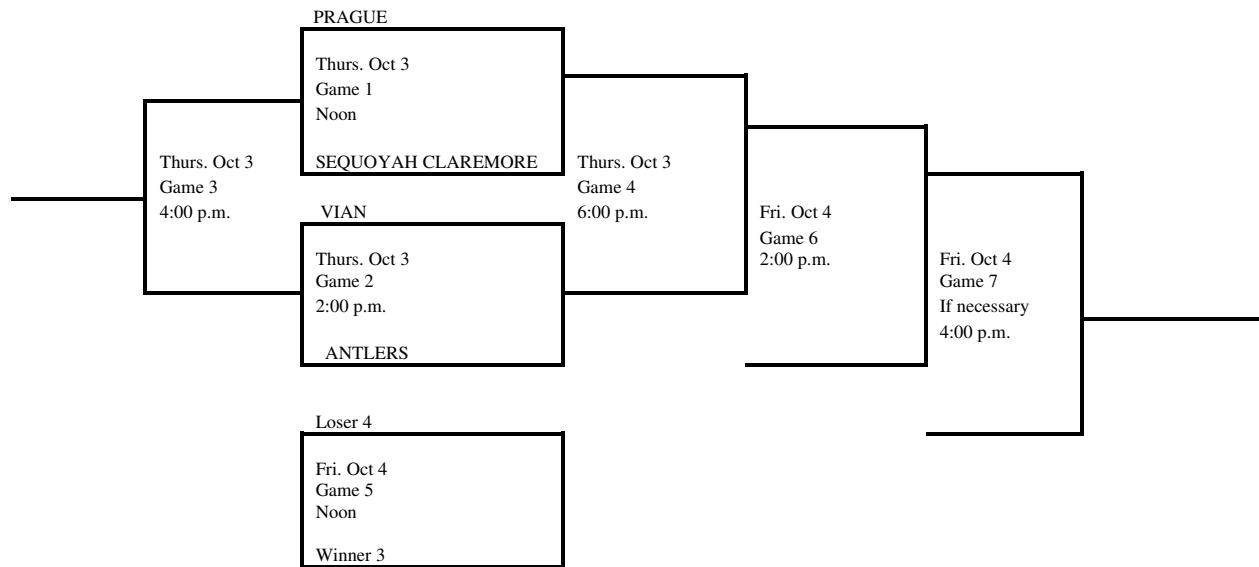 PRAGUE
Thurs. Oct 3
Game 1
Noon
SEQUOYAH CLAREMORE
Thurs. Oct 3
Game 3
4:00 p.m.
Thurs. Oct 3
Game 4
6:00 p.m.
VIAN
Thurs. Oct 3
Game 2
2:00 p.m.
ANTLERS
Fri. Oct 4
Game 6
2:00 p.m.
Fri. Oct 4
Game 7
If necessary
4:00 p.m.
Loser 4
Fri. Oct 4
Game 5
Noon
Winner 3